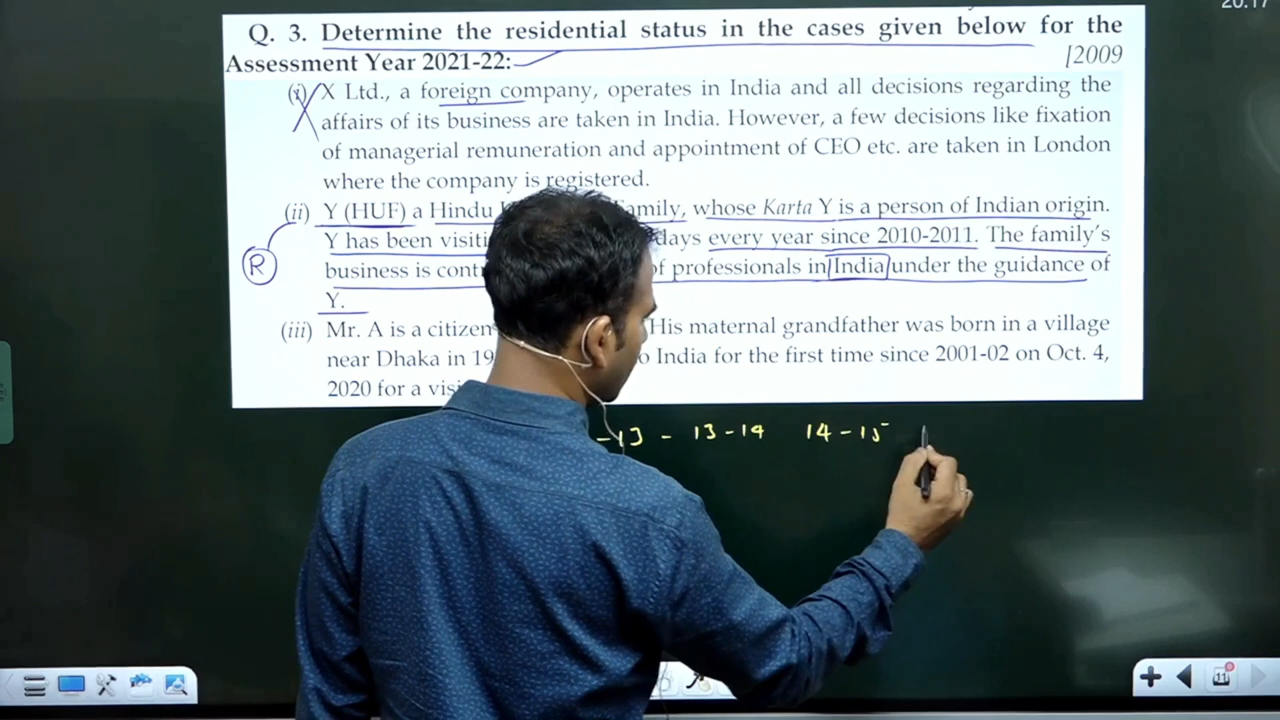 20:17
Q. 3. Determine the residential status in the cases given below for the
Assessment Year 2021-22: [2009
(i) X Ltd., a foreign company, operates in India and all decisions regarding the
affairs of its business are taken in India. However, a few decisions like fixation
of managerial remuneration and appointment of CEO etc. are taken in London
where the company is registered.
(ii) Y (HUF) a Hindu family, whose Karta Y is a person of Indian origin.
Y has been days every year since 2010-2011. The family's
R
business is of professionals in India under the guidance of
Y.
(iii) Mr. A is a citizen His maternal grandfather was born in a village
near Dhaka in India for the first time since 2001-02 on Oct. 4,
2020 for a
-13 - 13-14 14-15
11